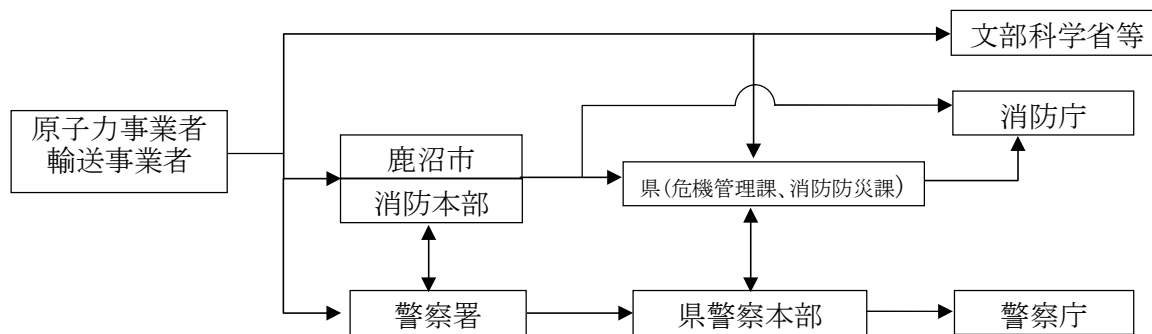 文部科学省等
消防庁
原子力事業者
輸送事業者
鹿沼市
消防本部
県(危機管理課、消防防災課)
警察署
県警察本部
警察庁